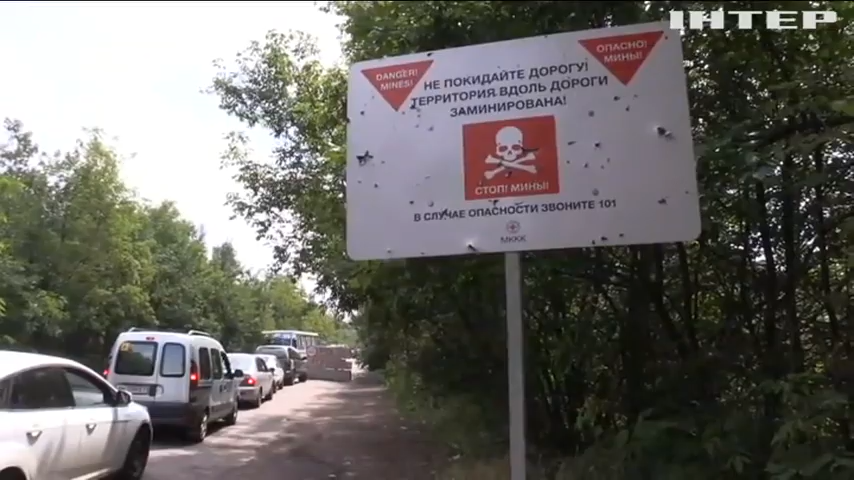 ІНТЕР
DANGER!
MINES!
ОПАСНО!
МИНЫ!
НЕ ПОКИДАЙТЕ ДОРОГУ!
ТЕРРИТОРИЯ ВДОЛЬ ДОРОГИ
ЗАМИНИРОВАНА!
СТОП! МИНЫ!
В СЛУЧАЕ ОПАСНОСТИ ЗВОНИТЕ 101
МККК